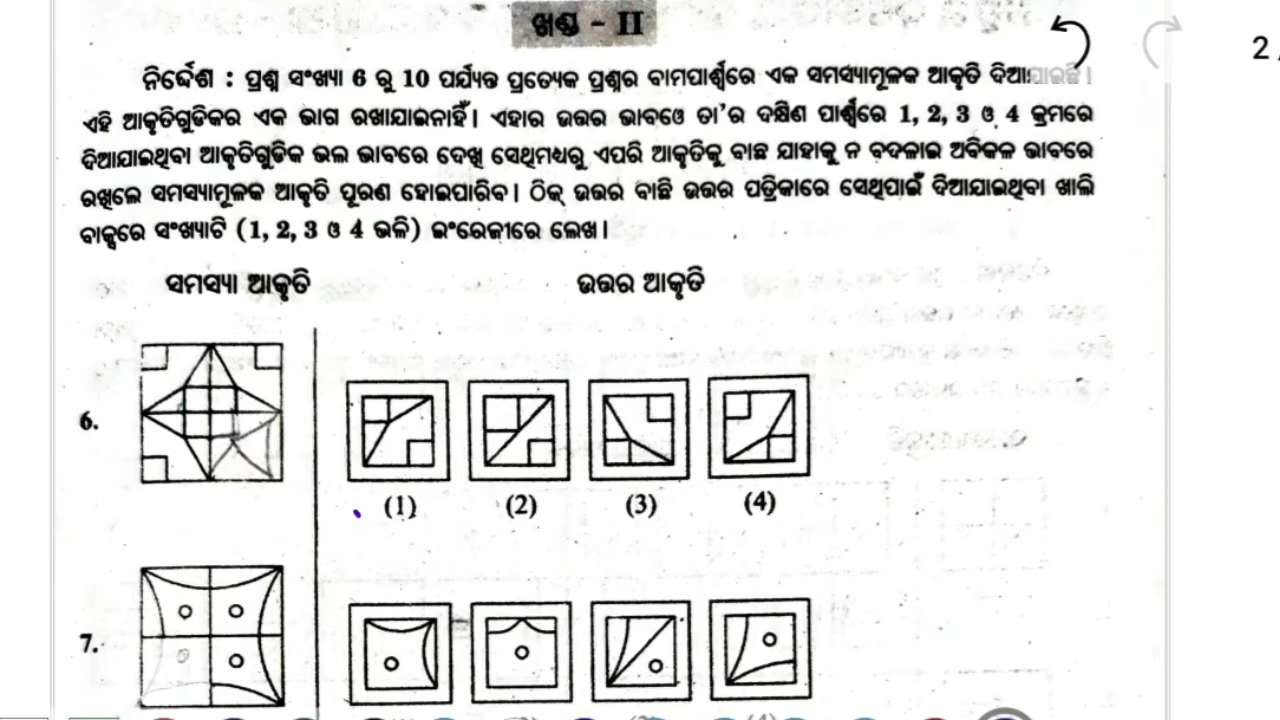 ଖଣ୍ଡ - II
2/
ନିର୍ଦ୍ଦେଶ : ପ୍ରଶ୍ନ ସଂଖ୍ୟା 6 ରୁ 10 ପର୍ଯ୍ୟନ୍ତ ପ୍ରତ୍ୟେକ ପ୍ରଶ୍ନର ବାମପାର୍ଶ୍ୱରେ ଏକ ସମସ୍ୟାମୂଳକ ଆକୃତି ଦିଆଯାଇଛି।
ଏହି ଆକୃତିଗୁଡିକର ଏକ ଭାଗ ରଖାଯାଇନାହିଁ। ଏହାର ଉତ୍ତର ଭାବଓେ ତା'ର ଦକ୍ଷିଣ ପାର୍ଶ୍ୱରେ 1, 2, 3 ଓ 4 କ୍ରମରେ
ଦିଆଯାଇଥିବା ଆକୃତିଗୁଡିକ ଭଲ ଭାବରେ ଦେଖି ସେଥିମଧ୍ୟରୁ ଏପରି ଆକୃତିକୁ ବାଛ ଯାହାକୁ ନ ବଦଳାଇ ଅବିକଳ ଭାବରେ
ରଖିଲେ ସମସ୍ୟାମୂଳକ ଆକୃତି ପୂରଣ ହୋଇପାରିବ। ଠିକ୍ ଉତ୍ତର ବାଛି ଉତ୍ତର ପତ୍ରିକାରେ ସେଥିପାଇଁ ଦିଆଯାଇଥିବା ଖାଲି
ବାକ୍ସରେ ସଂଖ୍ୟାଟି (1, 2, 3 ଓ 4 ଭଳି) ଇଂରେଜୀରେ ଲେଖ।
ସମସ୍ୟା ଆକୃତି ଉତ୍ତର ଆକୃତି
6.
(1) (2) (3) (4)
7.